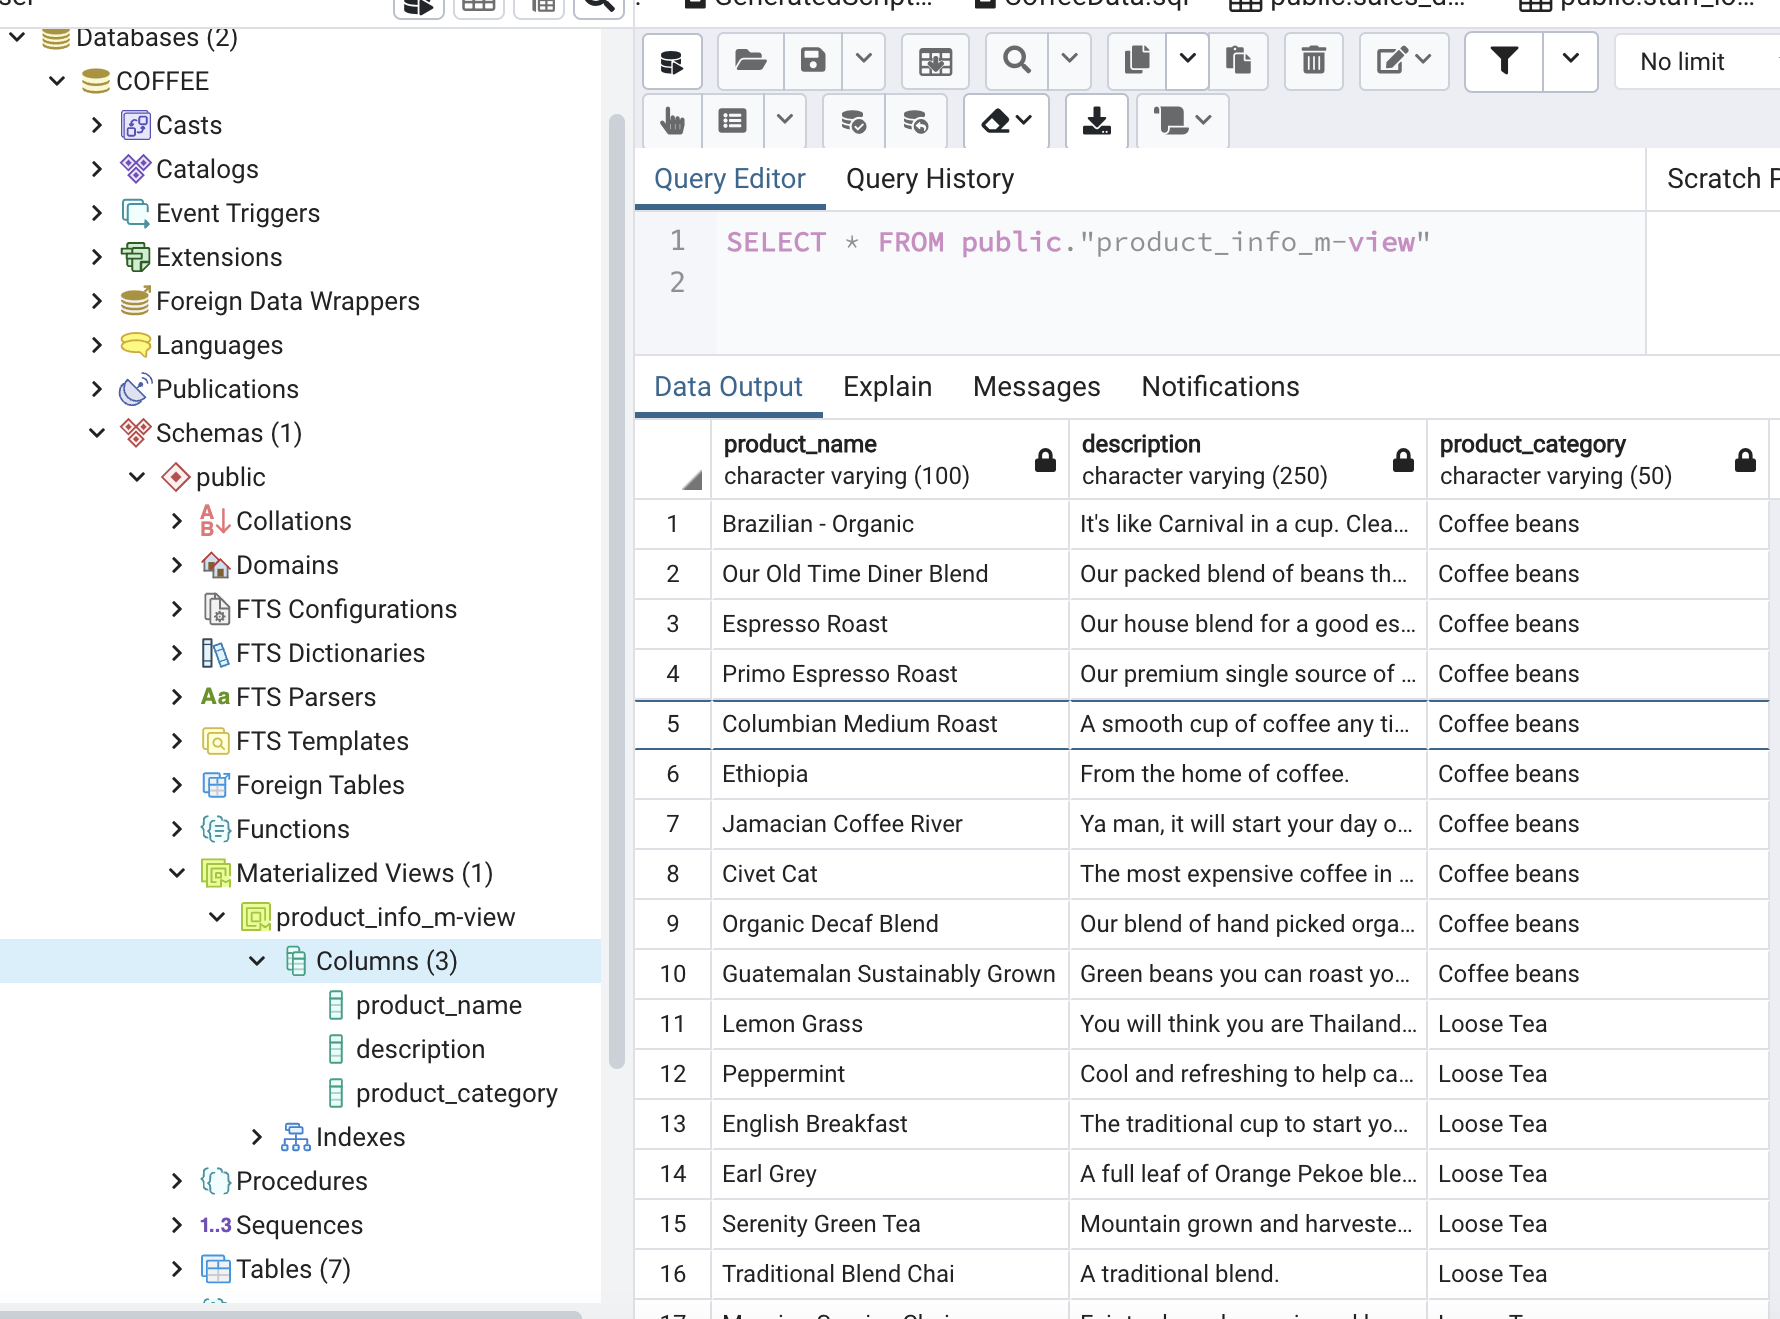 Databases (2)
COFFEE
Casts
Catalogs
Event Triggers
Extensions
Foreign Data Wrappers
Languages
Publications
Schemas (1)
public
Collations
Domains
FTS Configurations
FTS Dictionaries
Aa FTS Parsers
FTS Templates
Foreign Tables
Functions
Materialized Views (1)
product_info_m-view
Columns (3)
product_name
description
product_category
Indexes
Procedures
1..3 Sequences
Tables (7)
No limit
Query Editor Query History
Scratch
1 SELECT * FROM public."product_info_m-view"
2
Data Output Explain Messages Notifications
product_name description product_category
character varying (100) character varying (250) character varying (50)
1 Brazilian - Organic It's like Carnival in a cup. Clea... Coffee beans
2 Our Old Time Diner Blend Our packed blend of beans th... Coffee beans
3 Espresso Roast Our house blend for a good es... Coffee beans
4 Primo Espresso Roast Our premium single source of ... Coffee beans
5 Columbian Medium Roast A smooth cup of coffee any ti... Coffee beans
6 Ethiopia From the home of coffee. Coffee beans
7 Jamacian Coffee River Ya man, it will start your day o... Coffee beans
8 Civet Cat The most expensive coffee in ... Coffee beans
9 Organic Decaf Blend Our blend of hand picked orga... Coffee beans
10 Guatemalan Sustainably Grown Green beans you can roast yo... Coffee beans
11 Lemon Grass You will think you are Thailand... Loose Tea
12 Peppermint Cool and refreshing to help ca... Loose Tea
13 English Breakfast The traditional cup to start yo... Loose Tea
14 Earl Grey A full leaf of Orange Pekoe ble... Loose Tea
15 Serenity Green Tea Mountain grown and harveste... Loose Tea
16 Traditional Blend Chai A traditional blend. Loose Tea